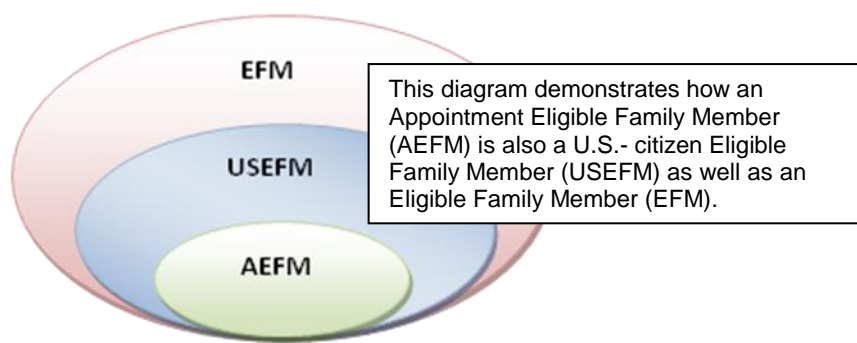 EFM
This diagram demonstrates how an
Appointment Eligible Family Member
(AEFM) is also a U.S.- citizen Eligible
Family Member (USEFM) as well as an
Eligible Family Member (EFM).
USEFM
AEFM